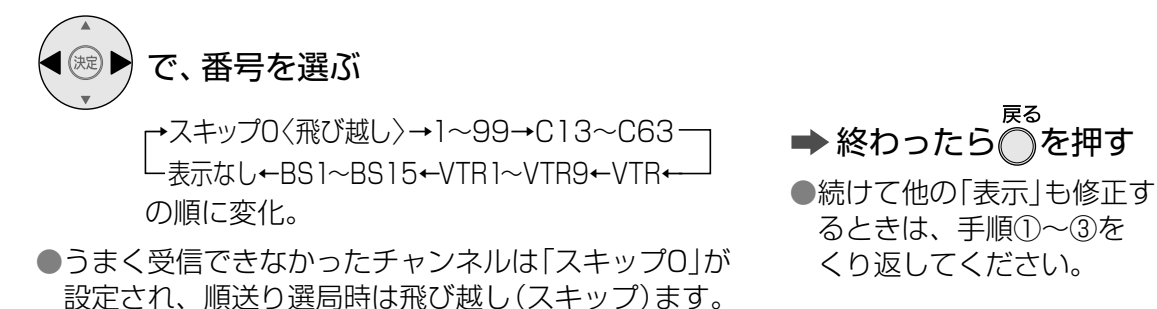 決定 で、番号を選ぶ
→スキップ0〈飛び越し〉→1～99→C13～C63
表示なし←BS1～BS15←VTR1～VTR9←VTR←
の順に変化。
●うまく受信できなかったチャンネルは「スキップ0」が
設定され、順送り選局時は飛び越し(スキップ)ます。
戻る
➡ 終わったら を押す
●続けて他の「表示」も修正す
るときは、手順①～③を
くり返してください。